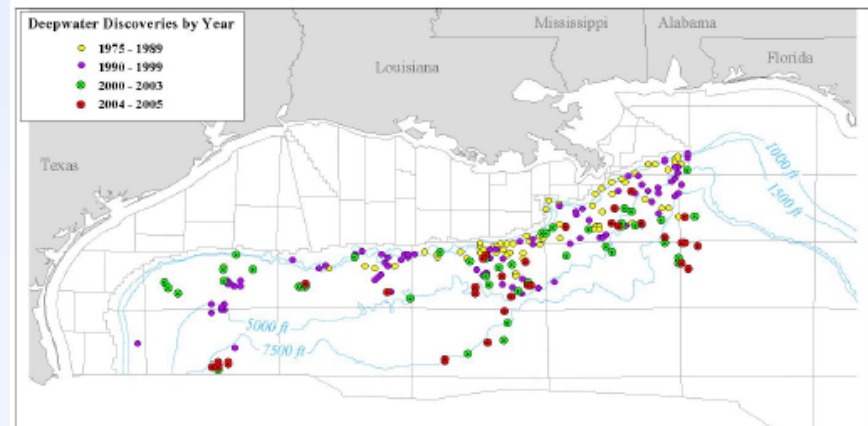 Deepwater Discoveries by Year
1975 - 1989
1990 - 1999
2000 - 2003
2004 - 2005
Mississippi
Alabama
Louisiana
Florida
Texas
1000 ft
1500 ft
5000 ft
7500 ft